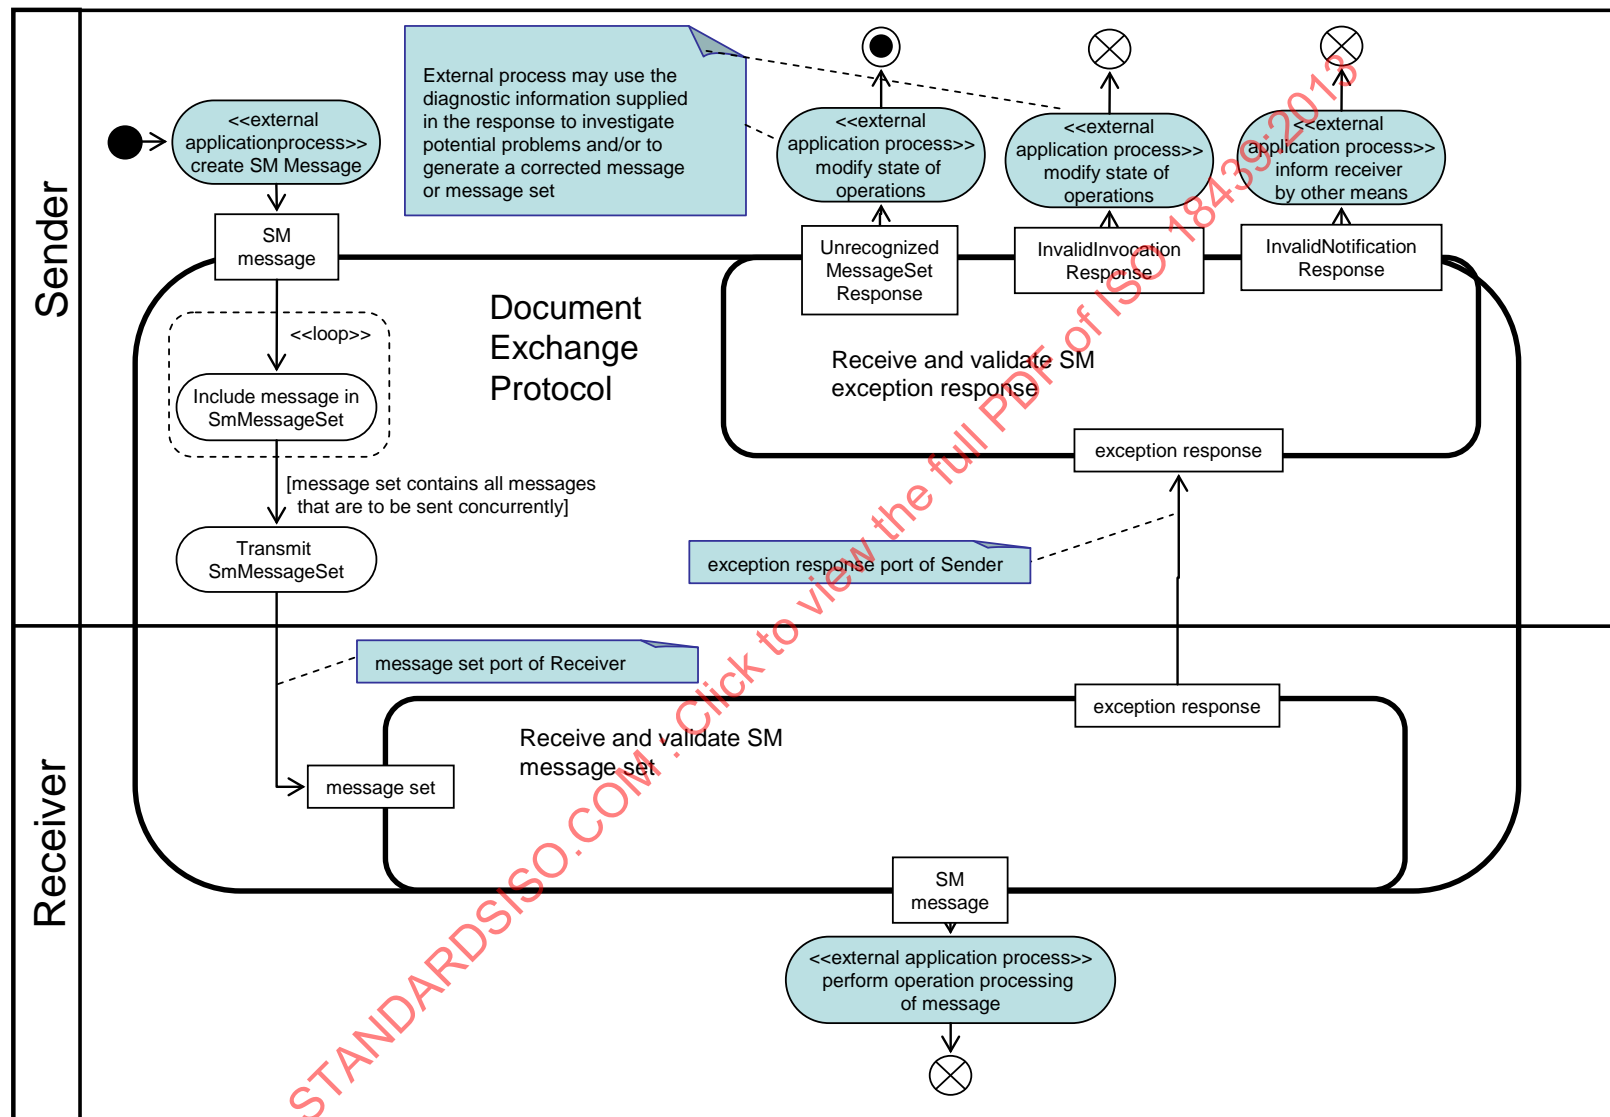 Sender
<<external
applicationprocess>>
create SM Message
External process may use the
diagnostic information supplied
in the response to investigate
potential problems and/or to
generate a corrected message
or message set
<<external
application process>>
modify state of
operations
<<external
application process>>
modify state of
operations
<<external
application process>>
inform receiver
by other means
SM
message
Unrecognized
MessageSet
Response
InvalidInvocation
Response
InvalidNotification
Response
Document
Exchange
Protocol
<<loop>>
Include message in
SmMessageSet
Receive and validate SM
exception response
exception response
[message set contains all messages
that are to be sent concurrently]
Transmit
SmMessageSet
exception response port of Sender
Receiver
message set port of Receiver
exception response
Receive and validate SM
message set
message set
SM
message
<<external application process>>
perform operation processing
of message
STANDARDSISO.COM : Click to view the full PDF of ISO 18439:2013